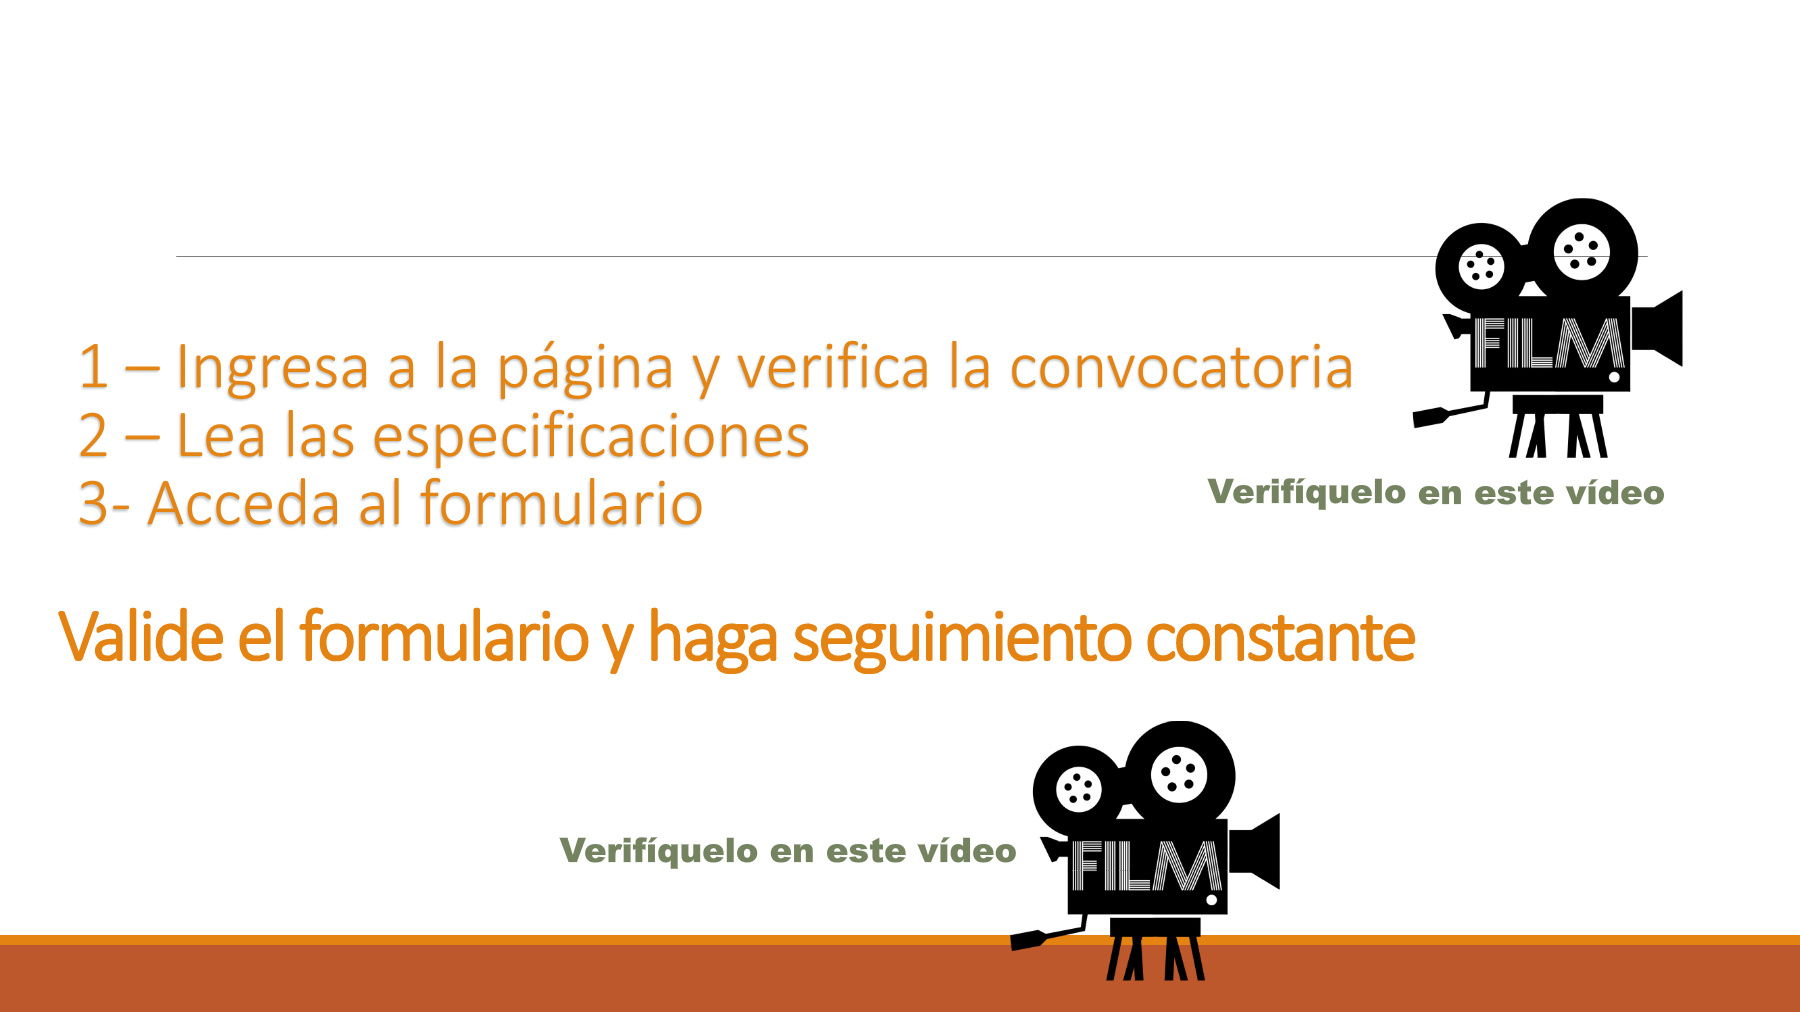 1 – Ingresa a la página y verifica la convocatoria
2 – Lea las especificaciones
3- Acceda al formulario
FILM
Verifíquelo en este vídeo
Valide el formulario y haga seguimiento constante
Verifíquelo en este vídeo
FILM